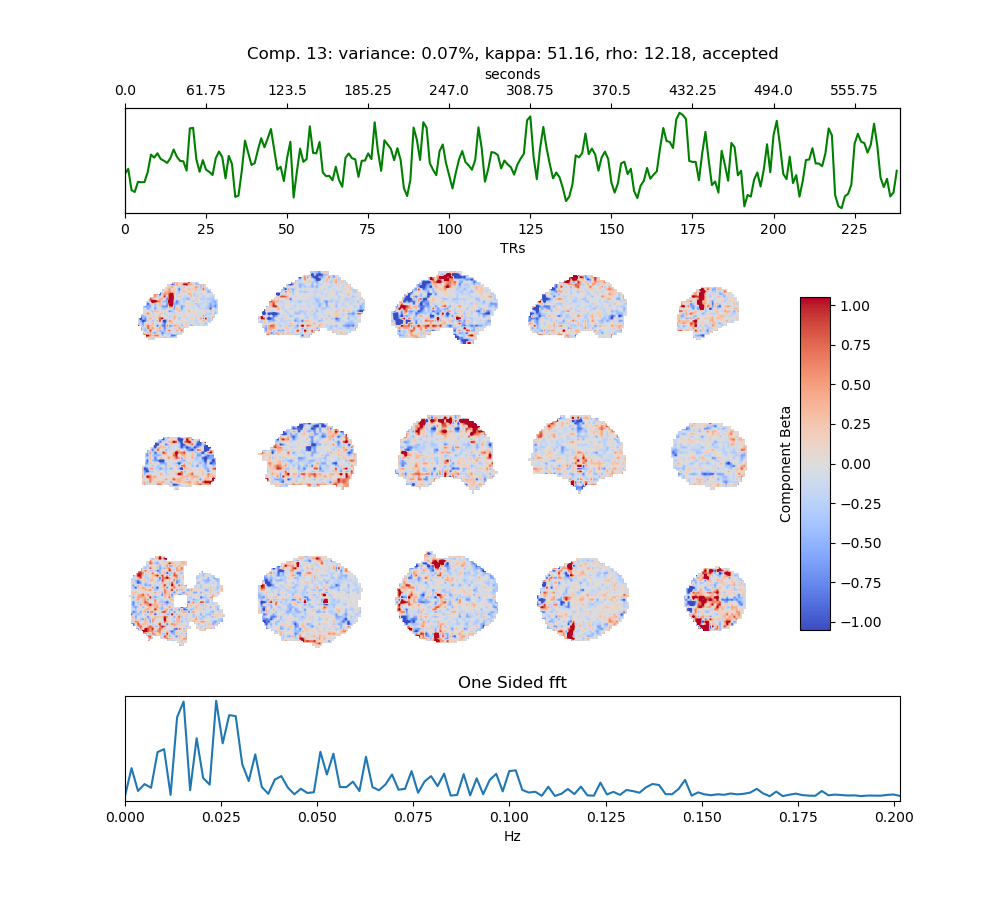 Comp. 13: variance: 0.07%, kappa: 51.16, rho: 12.18, accepted
seconds
0.0 61.75 123.5 185.25 247.0 308.75 370.5 432.25 494.0 555.75
0 25 50 75 100 125 150 175 200 225
TRs
1.00
0.75
0.50
0.25
0.00
−0.25
−0.50
−0.75
−1.00
Component Beta
One Sided fft
0.000 0.025 0.050 0.075 0.100 0.125 0.150 0.175 0.200
Hz